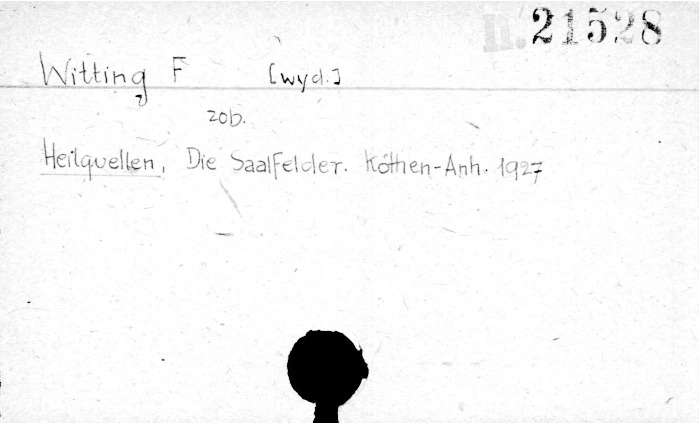 II. 21528
Witting F [wyd.]
zob.
Heilquellen, Die Saalfelder. Köthen-Anh. 1927